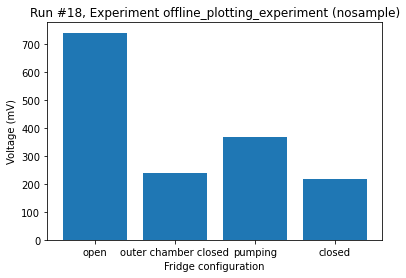 Run #18, Experiment offline_plotting_experiment (nosample)
Voltage (mV)
700
600
500
400
300
200
100
0
open outer chamber closed pumping closed
Fridge configuration